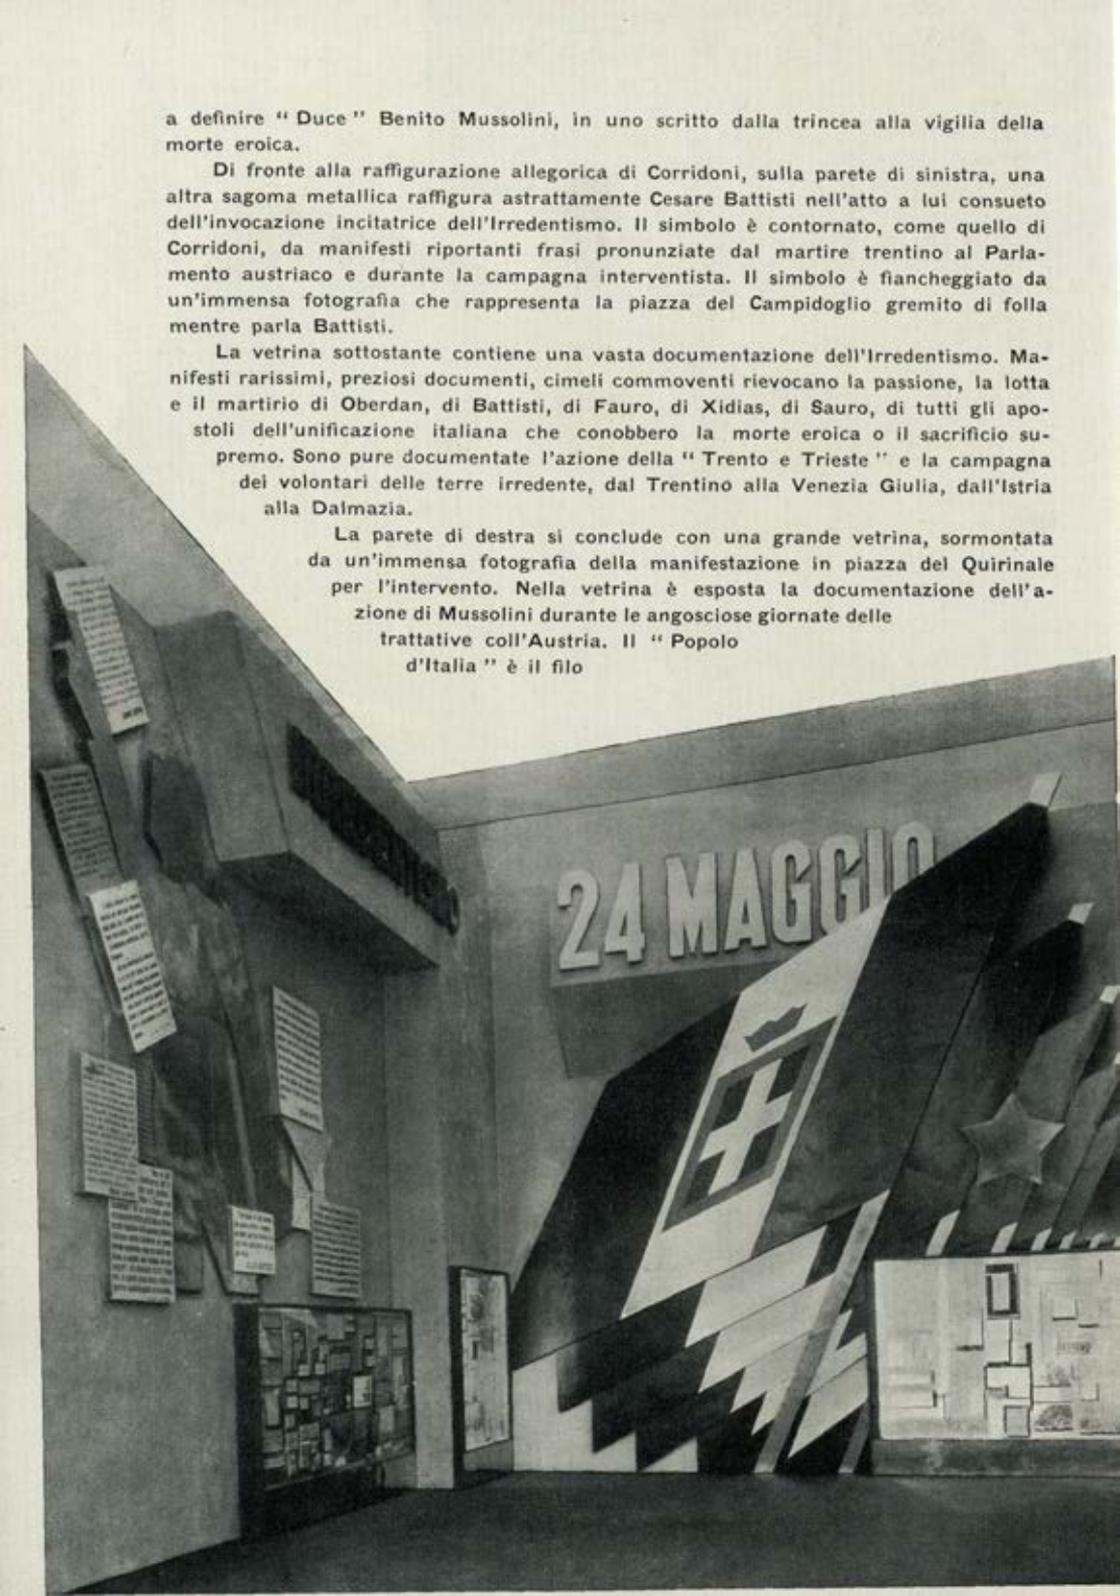 a definire “ Duce ” Benito Mussolini, in uno scritto dalla trincea alla vigilia della
morte eroica.
Di fronte alla raffigurazione allegorica di Corridoni, sulla parete di sinistra, una
altra sagoma metallica raffigura astrattamente Cesare Battisti nell'atto a lui consueto
dell'invocazione incitatrice dell'Irredentismo. Il simbolo è contornato, come quello di
Corridoni, da manifesti riportanti frasi pronunziate dal martire trentino al Parla-
mento austriaco e durante la campagna interventista. Il simbolo è fiancheggiato da
un'immensa fotografia che rappresenta la piazza del Campidoglio gremito di folla
mentre parla Battisti.
La vetrina sottostante contiene una vasta documentazione dell'Irredentismo. Ma-
nifesti rarissimi, preziosi documenti, cimeli commoventi rievocano la passione, la lotta
e il martirio di Oberdan, di Battisti, di Fauro, di Xidias, di Sauro, di tutti gli apo-
stoli dell'unificazione italiana che conobbero la morte eroica o il sacrificio su-
premo. Sono pure documentate l'azione della “ Trento e Trieste ” e la campagna
dei volontari delle terre irredente, dal Trentino alla Venezia Giulia, dall'Istria
alla Dalmazia.
La parete di destra si conclude con una grande vetrina, sormontata
da un'immensa fotografia della manifestazione in piazza del Quirinale
per l'intervento. Nella vetrina è esposta la documentazione dell'a-
zione di Mussolini durante le angosciose giornate delle
trattative coll'Austria. Il “ Popolo
d'Italia ” è il filo
24 MAGGIO